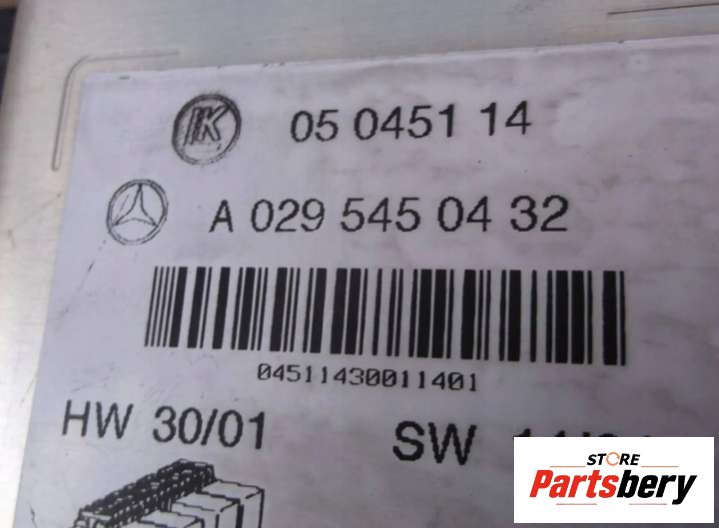 K 05 0451 14
A 029 545 04 32
04511430011401
HW 30/01 SW
STORE
Partsbery